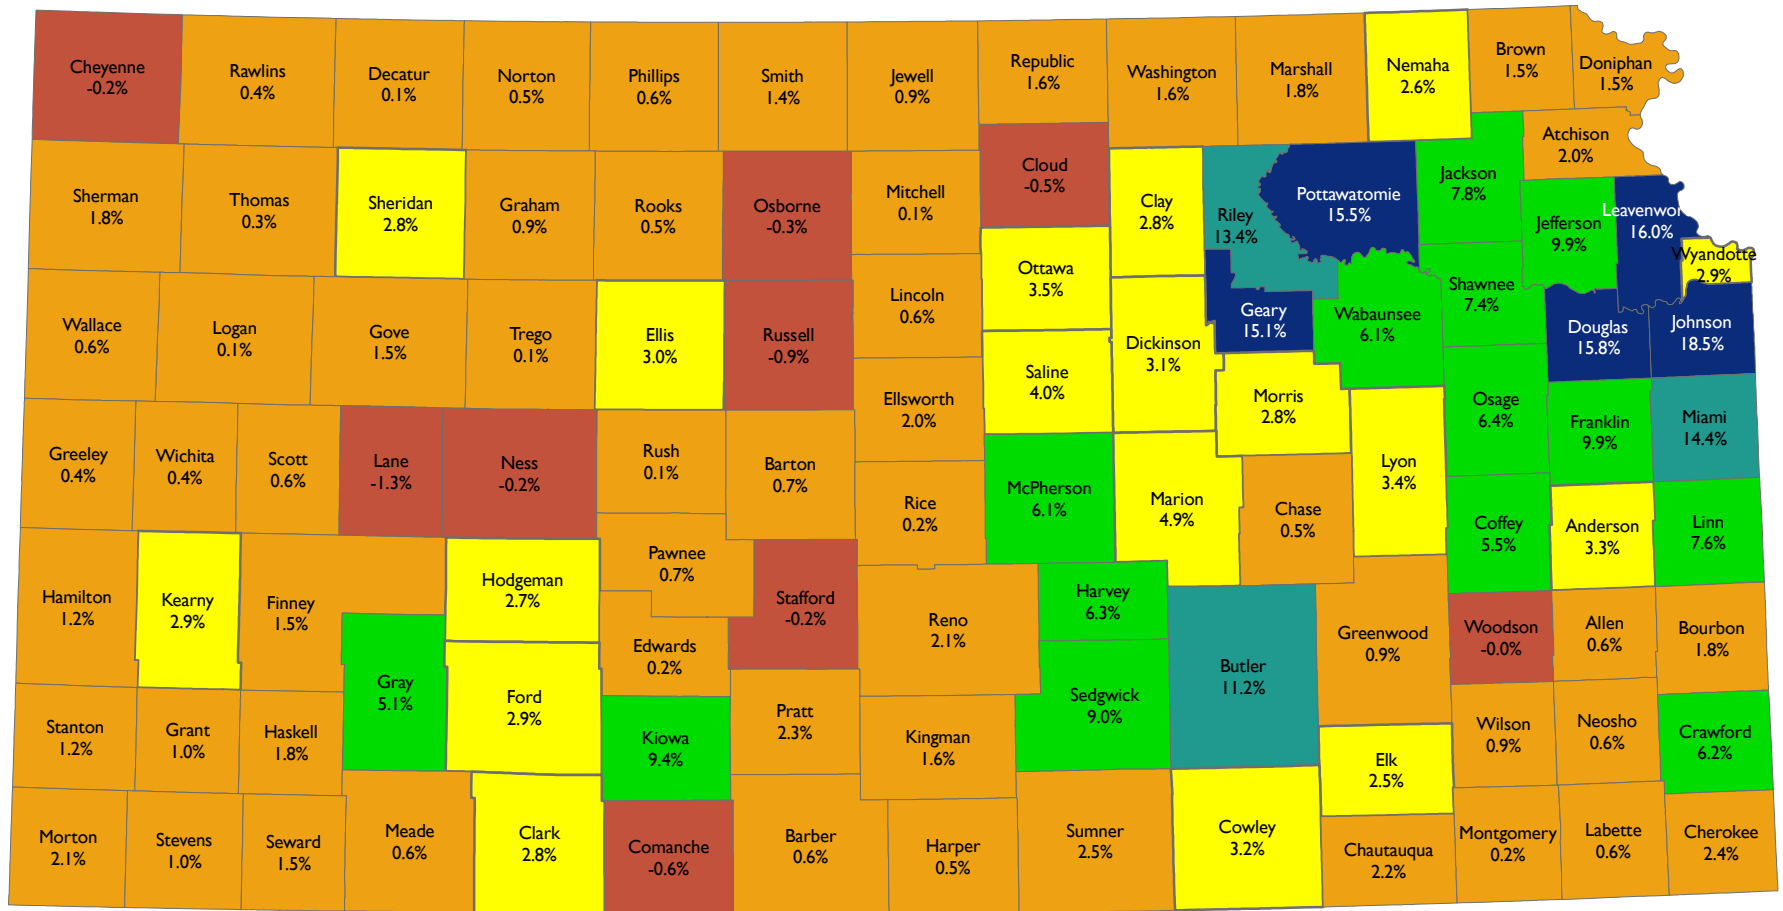 Cheyenne
-0.2%
Rawlins
0.4%
Decatur
0.1%
Norton
0.5%
Phillips
0.6%
Smith
1.4%
Jewell
0.9%
Republic
1.6%
Washington
1.6%
Marshall
1.8%
Nemaha
2.6%
Brown
1.5%
Doniphan
1.5%
Atchison
2.0%
Sherman
1.8%
Thomas
0.3%
Sheridan
2.8%
Graham
0.9%
Rooks
0.5%
Osborne
-0.3%
Mitchell
0.1%
Cloud
-0.5%
Clay
2.8%
Riley
13.4%
Pottawatomie
15.5%
Jackson
7.8%
Jefferson
9.9%
Leavenwor
16.0%
Wyandotte
2.9%
Wallace
0.6%
Logan
0.1%
Gove
1.5%
Trego
0.1%
Ellis
3.0%
Russell
-0.9%
Lincoln
0.6%
Ottawa
3.5%
Saline
4.0%
Dickinson
3.1%
Geary
15.1%
Wabaunsee
6.1%
Shawnee
7.4%
Douglas
15.8%
Johnson
18.5%
Greeley
0.4%
Wichita
0.4%
Scott
0.6%
Lane
-1.3%
Ness
-0.2%
Rush
0.1%
Barton
0.7%
Ellsworth
2.0%
Rice
0.2%
McPherson
6.1%
Marion
4.9%
Morris
2.8%
Chase
0.5%
Lyon
3.4%
Osage
6.4%
Franklin
9.9%
Miami
14.4%
Coffey
5.5%
Anderson
3.3%
Linn
7.6%
Hamilton
1.2%
Kearny
2.9%
Finney
1.5%
Hodgeman
2.7%
Pawnee
0.7%
Stafford
-0.2%
Edwards
0.2%
Reno
2.1%
Harvey
6.3%
Butler
11.2%
Greenwood
0.9%
Woodson
-0.0%
Allen
0.6%
Bourbon
1.8%
Stanton
1.2%
Grant
1.0%
Haskell
1.8%
Gray
5.1%
Ford
2.9%
Kiowa
9.4%
Pratt
2.3%
Kingman
1.6%
Sedgwick
9.0%
Elk
2.5%
Wilson
0.9%
Neosho
0.6%
Crawford
6.2%
Morton
2.1%
Stevens
1.0%
Seward
1.5%
Meade
0.6%
Clark
2.8%
Comanche
-0.6%
Barber
0.6%
Harper
0.5%
Sumner
2.5%
Cowley
3.2%
Chautauqua
2.2%
Montgomery
0.2%
Labette
0.6%
Cherokee
2.4%